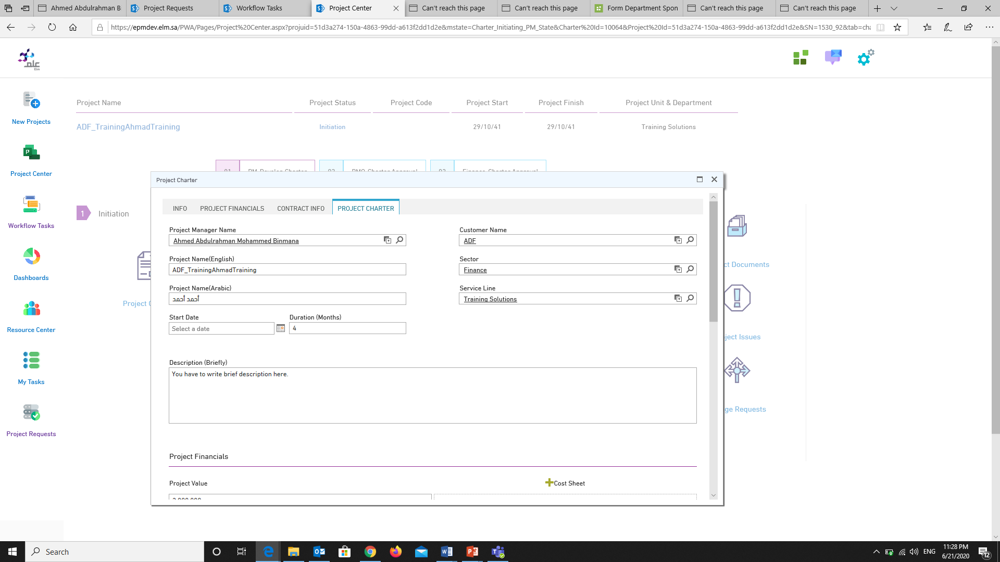 Ahmed Abdulrahman B
Project Requests
Workflow Tasks
Project Center
Can't reach this page
Can't reach this page
Form Department Spon
Can't reach this page
Can't reach this page
https://epmdev.elm.sa/PWA/Pages/Project%20Center.aspx?projuid=51d3a274-150a-4863-99dd-a613f2dd1d2e&mstate=Charter_Initiating_PM_State&Charter%20Id=10064&Project%20Id=51d3a274-150a-4863-99dd-a613f2dd1d2e&SN=1530_92&tab=cha
علم
Elm
New Projects
Project Center
Workflow Tasks
Dashboards
Resource Center
My Tasks
Project Requests
Project Name
Project Status
Project Code
Project Start
Project Finish
Project Unit & Department
ADF_TrainingAhmadTraining
Initiation
29/10/41
29/10/41
Training Solutions
01
PM-Develop Charter
02
PMO-Charter Approval
03
Finance-Charter Approval
1
Initiation
Project C
Project Charter
INFO
PROJECT FINANCIALS
CONTRACT INFO
PROJECT CHARTER
Project Manager Name
Ahmed Abdulrahman Mohammed Binmana
Customer Name
ADF
Project Name(English)
ADF_TrainingAhmadTraining
Sector
Finance
Project Name(Arabic)
أحمد أحمد
Service Line
Training Solutions
Start Date
Select a date
Duration (Months)
4
Description (Briefly)
You have to write brief description here.
Project Financials
Project Value
Cost Sheet
ct Documents
ject Issues
ge Requests
Search
ENG
11:28 PM
6/21/2020
12